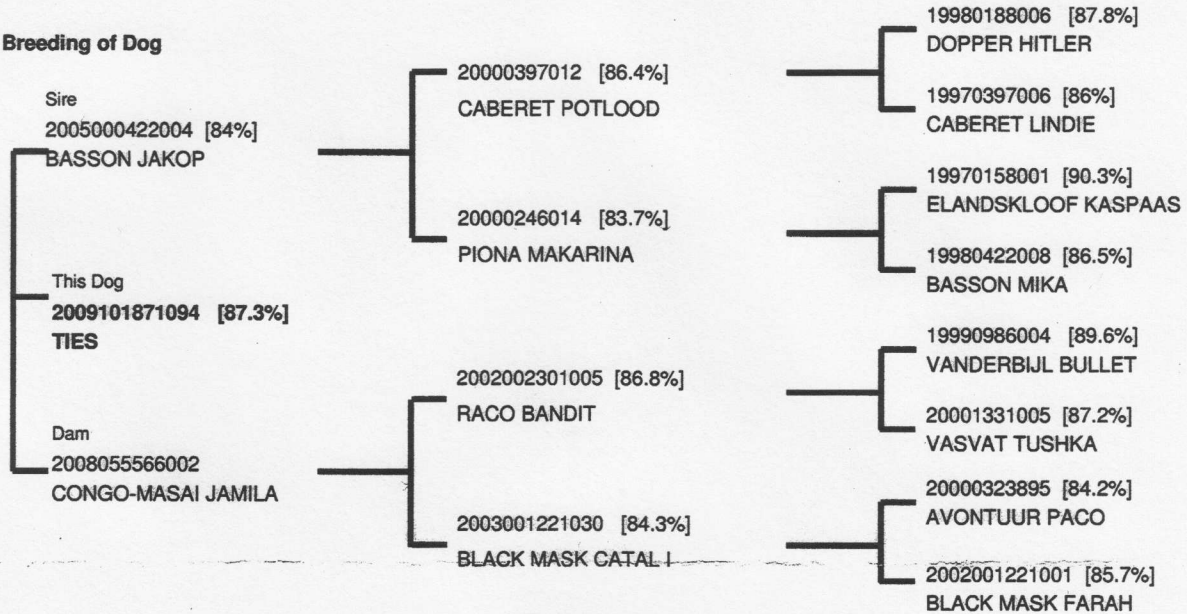 Breeding of Dog
Sire
2005000422004 [84%]
BASSON JAKOP
This Dog
2009101871094 [87.3%]
TIES
Dam
2008055566002
CONGO-MASAI JAMILA
20000397012 [86.4%]
CABERET POTLOOD
20000246014 [83.7%]
PIONA MAKARINA
2002002301005 [86.8%]
RACO BANDIT
2003001221030 [84.3%]
BLACK MASK CATAL I
19980188006 [87.8%]
DOPPER HITLER
19970397006 [86%]
CABERET LINDIE
19970158001 [90.3%]
ELANDSKLOOF KASPAAS
19980422008 [86.5%]
BASSON MIKA
19990986004 [89.6%]
VANDERBIJL BULLET
20001331005 [87.2%]
VASVAT TUSHKA
20000323895 [84.2%]
AVONTUUR PACO
2002001221001 [85.7%]
BLACK MASK FARAH